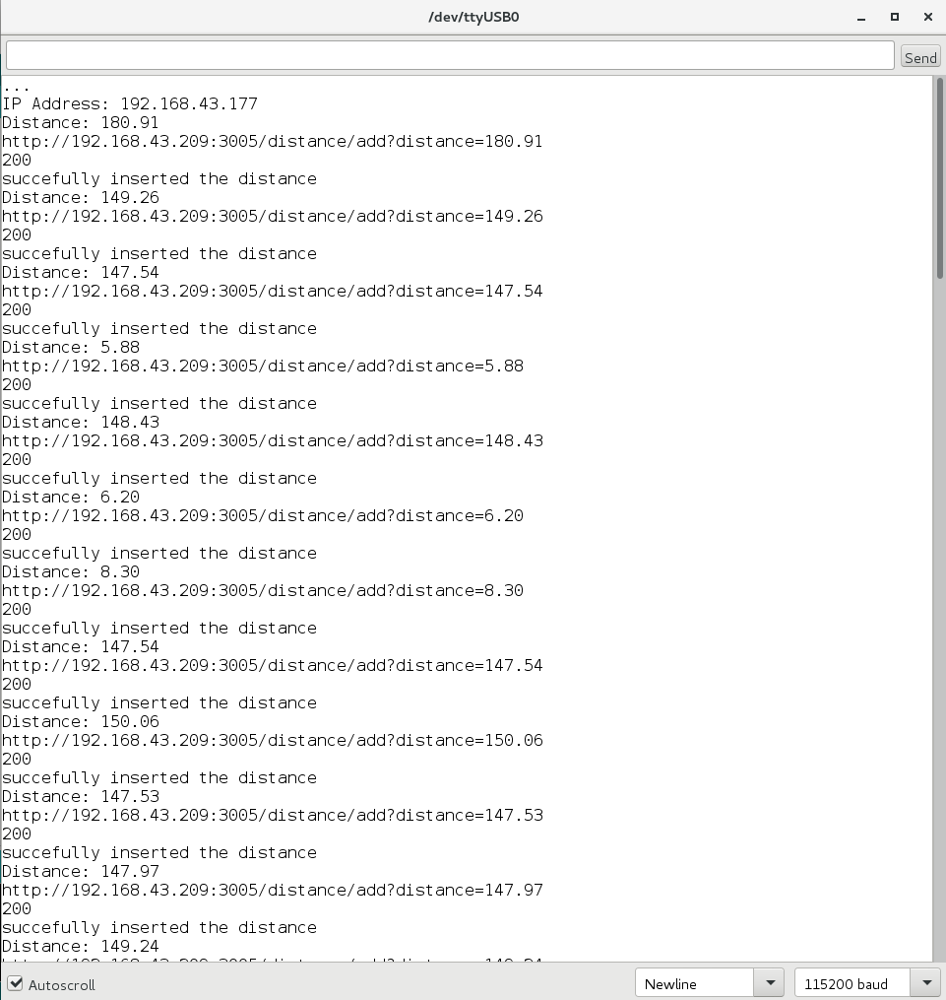 /dev/ttyUSB0
Send
...
IP Address: 192.168.43.177
Distance: 180.91
http://192.168.43.209:3005/distance/add?distance=180.91
200
succefully inserted the distance
Distance: 149.26
http://192.168.43.209:3005/distance/add?distance=149.26
200
succefully inserted the distance
Distance: 147.54
http://192.168.43.209:3005/distance/add?distance=147.54
200
succefully inserted the distance
Distance: 5.88
http://192.168.43.209:3005/distance/add?distance=5.88
200
succefully inserted the distance
Distance: 148.43
http://192.168.43.209:3005/distance/add?distance=148.43
200
succefully inserted the distance
Distance: 6.20
http://192.168.43.209:3005/distance/add?distance=6.20
200
succefully inserted the distance
Distance: 8.30
http://192.168.43.209:3005/distance/add?distance=8.30
200
succefully inserted the distance
Distance: 147.54
http://192.168.43.209:3005/distance/add?distance=147.54
200
succefully inserted the distance
Distance: 150.06
http://192.168.43.209:3005/distance/add?distance=150.06
200
succefully inserted the distance
Distance: 147.53
http://192.168.43.209:3005/distance/add?distance=147.53
200
succefully inserted the distance
Distance: 147.97
http://192.168.43.209:3005/distance/add?distance=147.97
200
succefully inserted the distance
Distance: 149.24
http://192.168.43.209:3005/distance/add?distance=149.24
Autoscroll
Newline
115200 baud